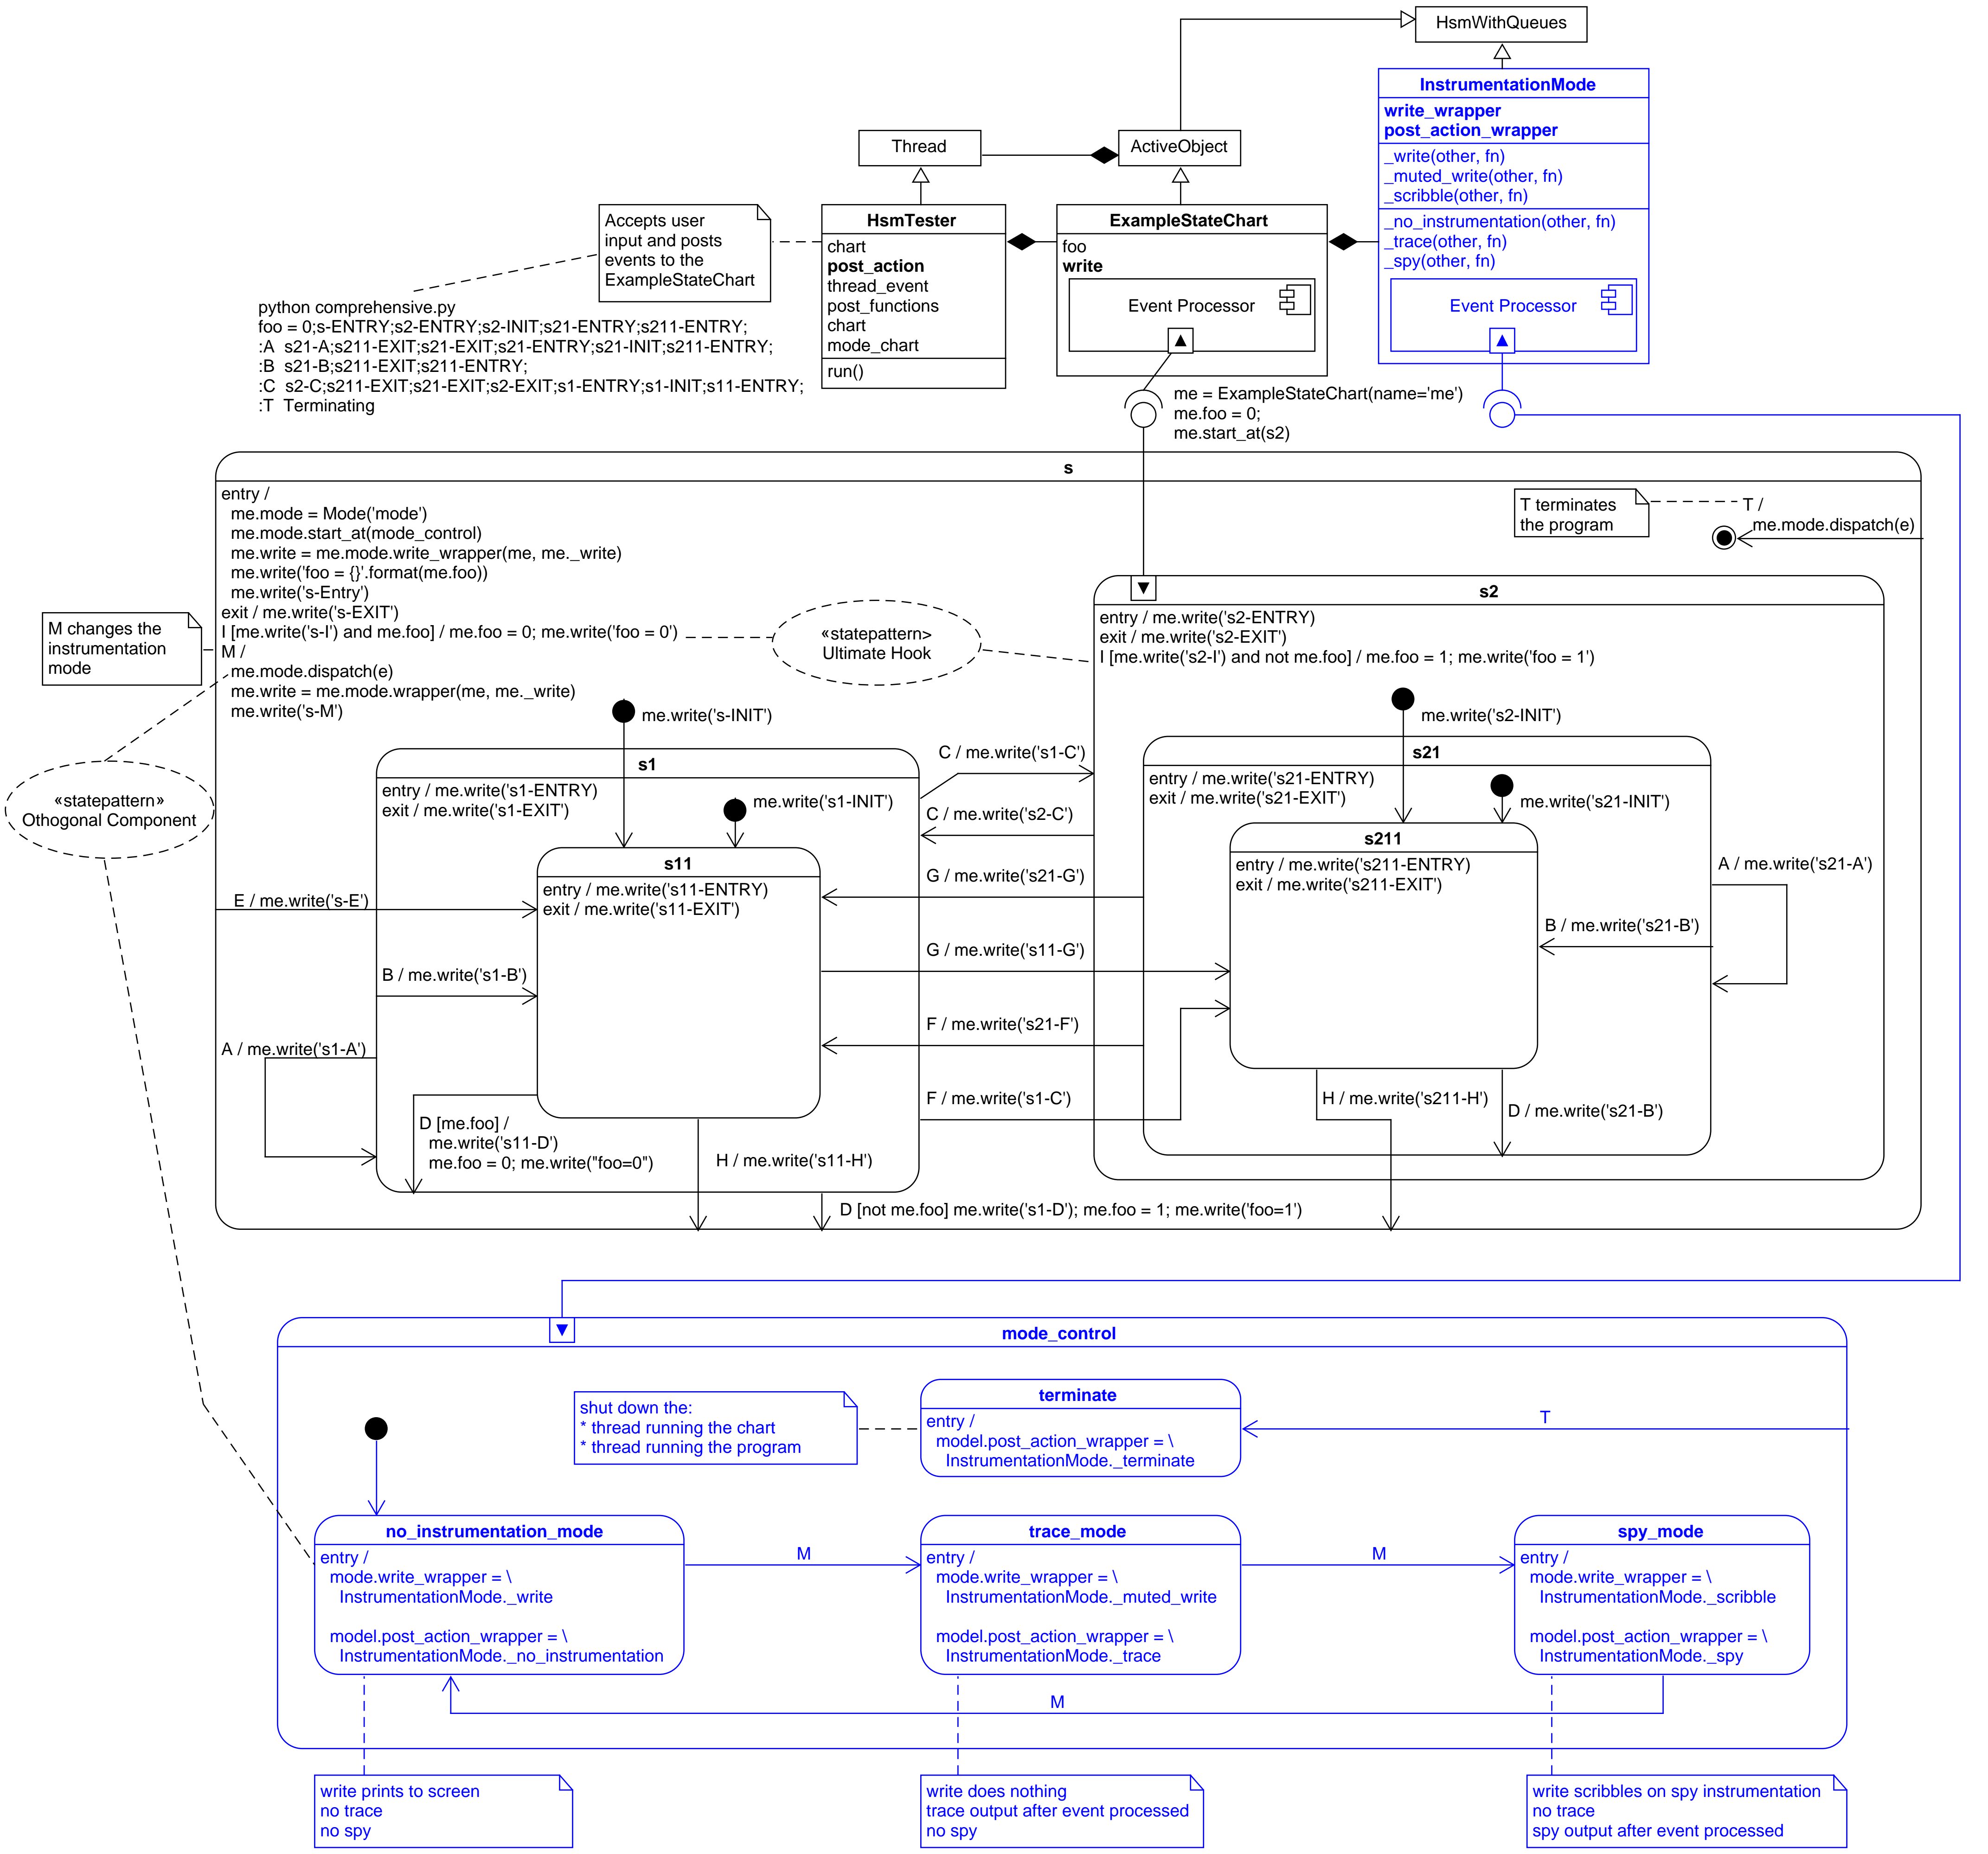 HsmWithQueues
InstrumentationMode
write_wrapper
post_action_wrapper
_write(other, fn)
_muted_write(other, fn)
_scribble(other, fn)
_no_instrumentation(other, fn)
_trace(other, fn)
_spy(other, fn)
Event Processor
Thread
ActiveObject
Accepts user
input and posts
events to the
ExampleStateChart
HsmTester
chart
post_action
thread_event
post_functions
chart
mode_chart
run()
ExampleStateChart
foo
write
Event Processor
python comprehensive.py
foo = 0;s-ENTRY;s2-ENTRY;s2-INIT;s21-ENTRY;s211-ENTRY;
:A  s21-A;s211-EXIT;s21-EXIT;s21-ENTRY;s21-INIT;s211-ENTRY;
:B  s21-B;s211-EXIT;s211-ENTRY;
:C  s2-C;s211-EXIT;s21-EXIT;s2-EXIT;s1-ENTRY;s1-INIT;s11-ENTRY;
:T  Terminating
me = ExampleStateChart(name='me')
me.foo = 0;
me.start_at(s2)
s
entry /
me.mode = Mode('mode')
me.mode.start_at(mode_control)
me.write = me.mode.write_wrapper(me, me._write)
me.write('foo = {}'.format(me.foo))
me.write('s-Entry')
exit / me.write('s-EXIT')
I [me.write('s-I') and me.foo] / me.foo = 0; me.write('foo = 0')
M /
me.mode.dispatch(e)
me.write = me.mode.wrapper(me, me._write)
me.write('s-M')
T terminates
the program
T /
me.mode.dispatch(e)
M changes the
instrumentation
mode
«statepattern>
Ultimate Hook
«statepattern»
Othogonal Component
s2
entry / me.write('s2-ENTRY)
exit / me.write('s2-EXIT')
I [me.write('s2-I') and not me.foo] / me.foo = 1; me.write('foo = 1')
me.write('s-INIT')
me.write('s2-INIT')
s1
entry / me.write('s1-ENTRY)
exit / me.write('s1-EXIT')
me.write('s1-INIT')
C / me.write('s1-C')
C / me.write('s2-C')
s21
entry / me.write('s21-ENTRY)
exit / me.write('s21-EXIT')
me.write('s21-INIT')
s11
entry / me.write('s11-ENTRY)
exit / me.write('s11-EXIT')
s211
entry / me.write('s211-ENTRY)
exit / me.write('s211-EXIT')
G / me.write('s21-G')
A / me.write('s21-A')
E / me.write('s-E')
B / me.write('s21-B')
G / me.write('s11-G')
B / me.write('s1-B')
F / me.write('s21-F')
A / me.write('s1-A')
F / me.write('s1-C')
H / me.write('s211-H')
D / me.write('s21-B')
D [me.foo] /
me.write('s11-D')
me.foo = 0; me.write("foo=0")
H / me.write('s11-H')
D [not me.foo] me.write('s1-D'); me.foo = 1; me.write('foo=1')
mode_control
shut down the:
* thread running the chart
* thread running the program
terminate
entry /
model.post_action_wrapper = \
InstrumentationMode._terminate
T
no_instrumentation_mode
entry /
mode.write_wrapper = \
InstrumentationMode._write
model.post_action_wrapper = \
InstrumentationMode._no_instrumentation
M
trace_mode
entry /
mode.write_wrapper = \
InstrumentationMode._muted_write
model.post_action_wrapper = \
InstrumentationMode._trace
M
spy_mode
entry /
mode.write_wrapper = \
InstrumentationMode._scribble
model.post_action_wrapper = \
InstrumentationMode._spy
M
write prints to screen
no trace
no spy
write does nothing
trace output after event processed
no spy
write scribbles on spy instrumentation
no trace
spy output after event processed